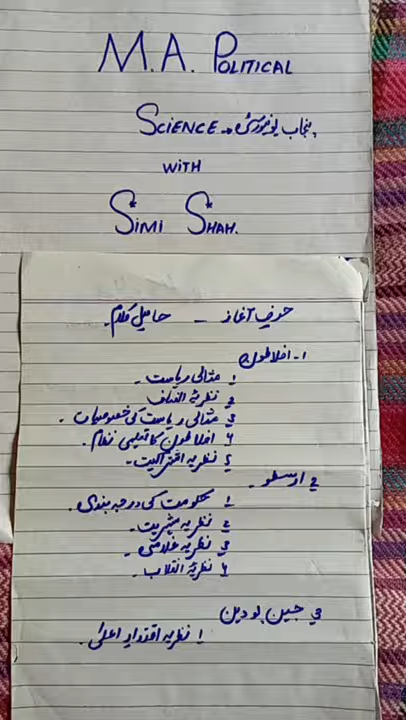 M.A. POLITICAL
SCIENCE پنجاب یونیورسٹی
WITH
SIMI SHAH.
حرفِ آغاز _ حاصلِ کلام۔
۱۔ افلاطون
۱ مثالی ریاست۔
۲ نظریۂ انصاف
۳ مثالی ریاست کی خصوصیات۔
۴ افلاطون کا تعلیمی نظام۔
۵ نظریہ اشتراکیت۔
۲ ارسطو۔
۱ حکومت کی درجہ بندی۔
۲ نظریہ شہریت۔
۳ نظریہ غلامی۔
۴ نظریۂ انقلاب۔
۳ جین بودین
۱ نظریہ اقتدارِ اعلیٰ۔